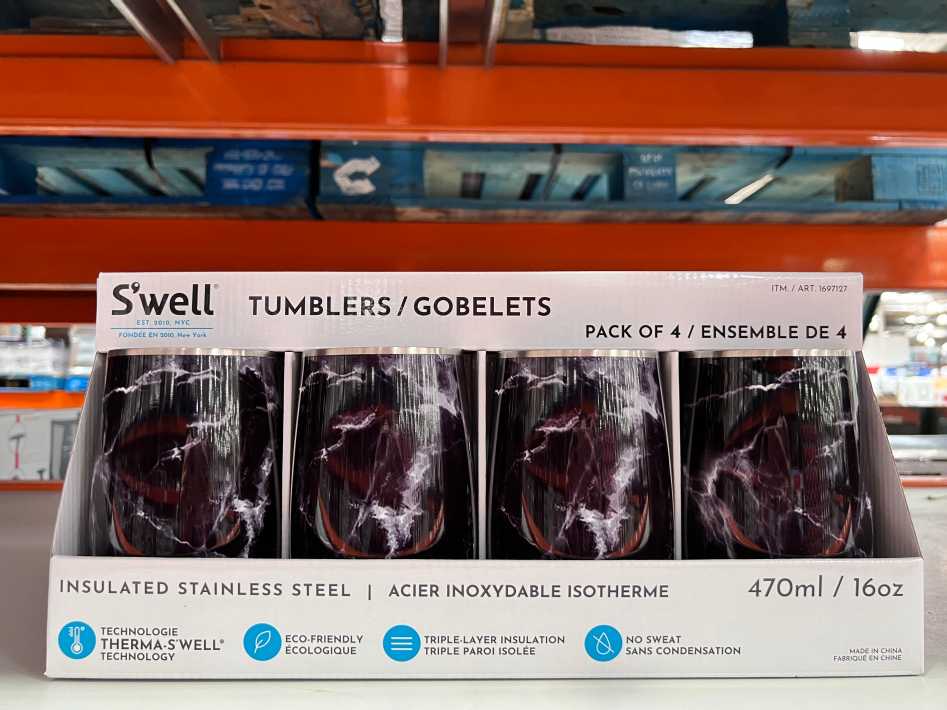 S'well®
EST. 2010, NYC
FONDÉE EN 2010, New York
TUMBLERS / GOBELETS
ITM. / ART. 1697127
PACK OF 4 / ENSEMBLE DE 4
INSULATED STAINLESS STEEL | ACIER INOXYDABLE ISOTHERME
470ml / 16oz
TECHNOLOGIE
THERMA-S'WELL®
TECHNOLOGY
ECO-FRIENDLY
ÉCOLOGIQUE
TRIPLE-LAYER INSULATION
TRIPLE PAROI ISOLÉE
NO SWEAT
SANS CONDENSATION
MADE IN CHINA
FABRIQUÉ EN CHINE